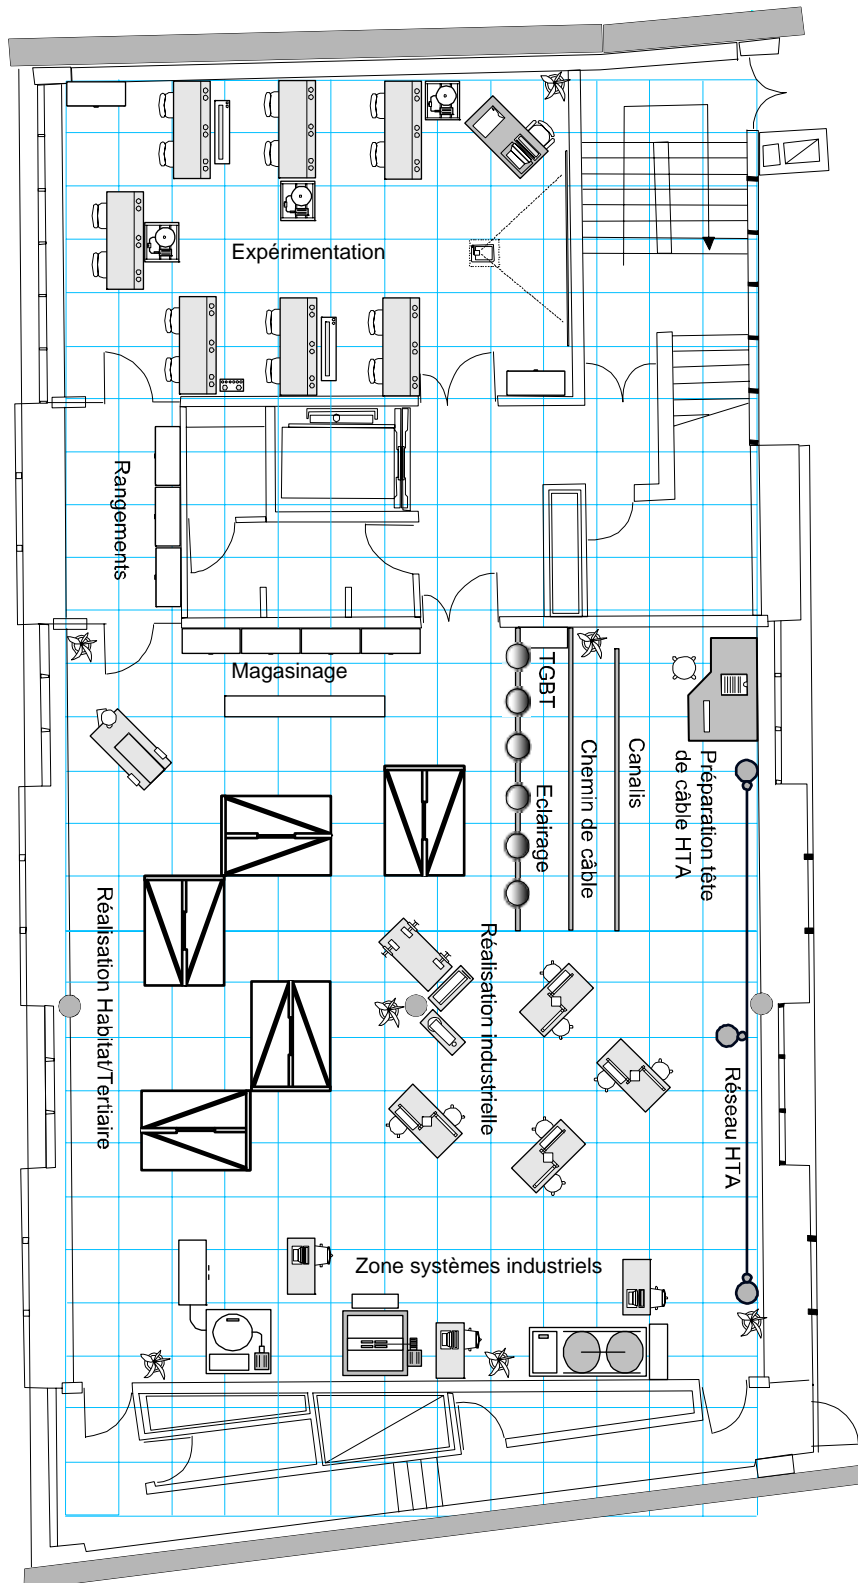 Expérimentation
Rangements
Magasinage
TGBT
Eclairage
Chemin de câble
Canalis
Préparation tête
de câble HTA
Réalisation Habitat/Tertiaire
Réalisation industrielle
Réseau HTA
Zone systèmes industriels